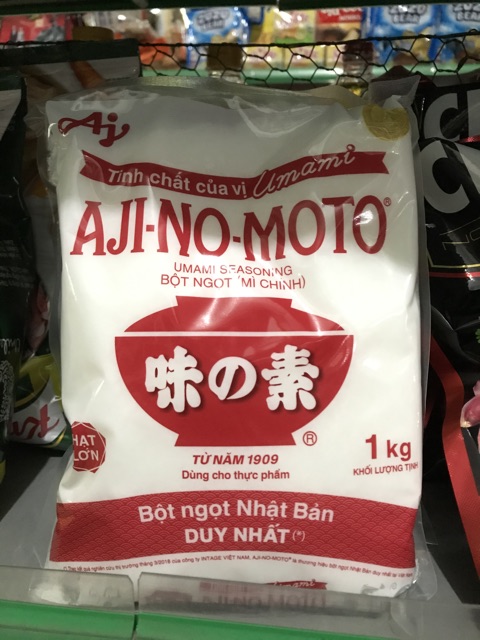 Aj
Tinh chất của vị Umami
AJI-NO-MOTO®
UMAMI SEASONING
BỘT NGỌT (MÌ CHÍNH)
味の素
®
TỪ NĂM 1909
Dùng cho thực phẩm
HẠT
LỚN
1 kg
KHỐI LƯỢNG TỊNH
Bột ngọt Nhật Bản
DUY NHẤT (*)
Umami